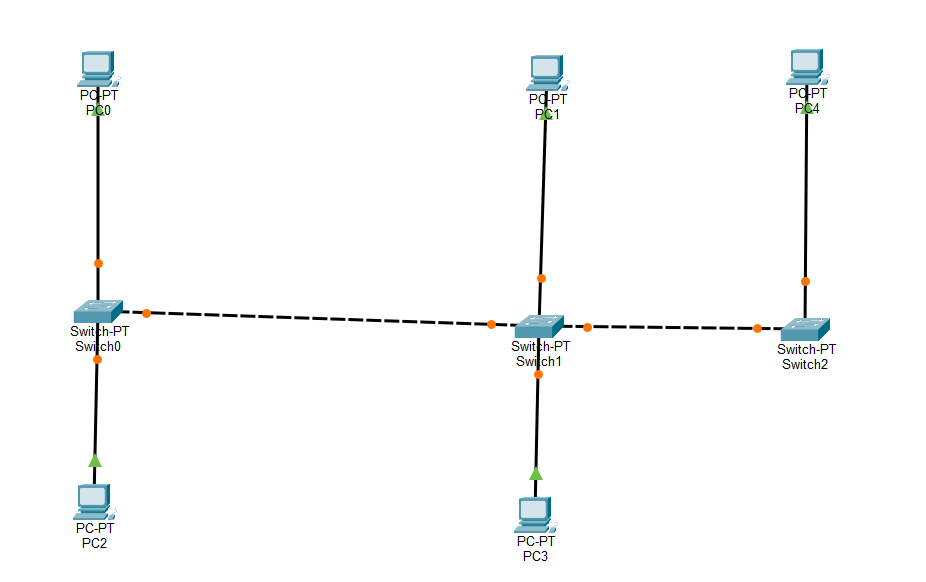 PC-PT
PC0
PC-PT
PC1
PC-PT
PC4
Switch-PT
Switch0
Switch-PT
Switch1
Switch-PT
Switch2
PC-PT
PC2
PC-PT
PC3